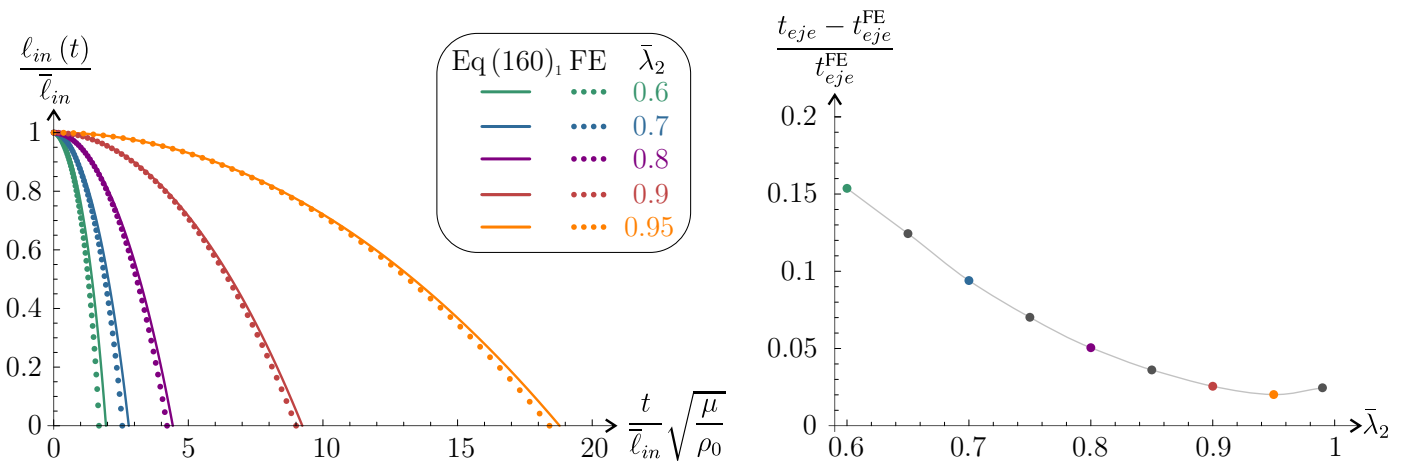 ℓ_in (t)
ℓ̅_in
1
0.8
0.6
0.4
0.2
0
0 5 10 15 20
t/ℓ̅_in √(μ/ρ₀)
Eq (160)₁ FE λ̄₂
0.6
0.7
0.8
0.9
0.95
t_eje − t_eje^FE
t_eje^FE
0.2
0.15
0.1
0.05
0
0.6 0.7 0.8 0.9 1
λ̄₂